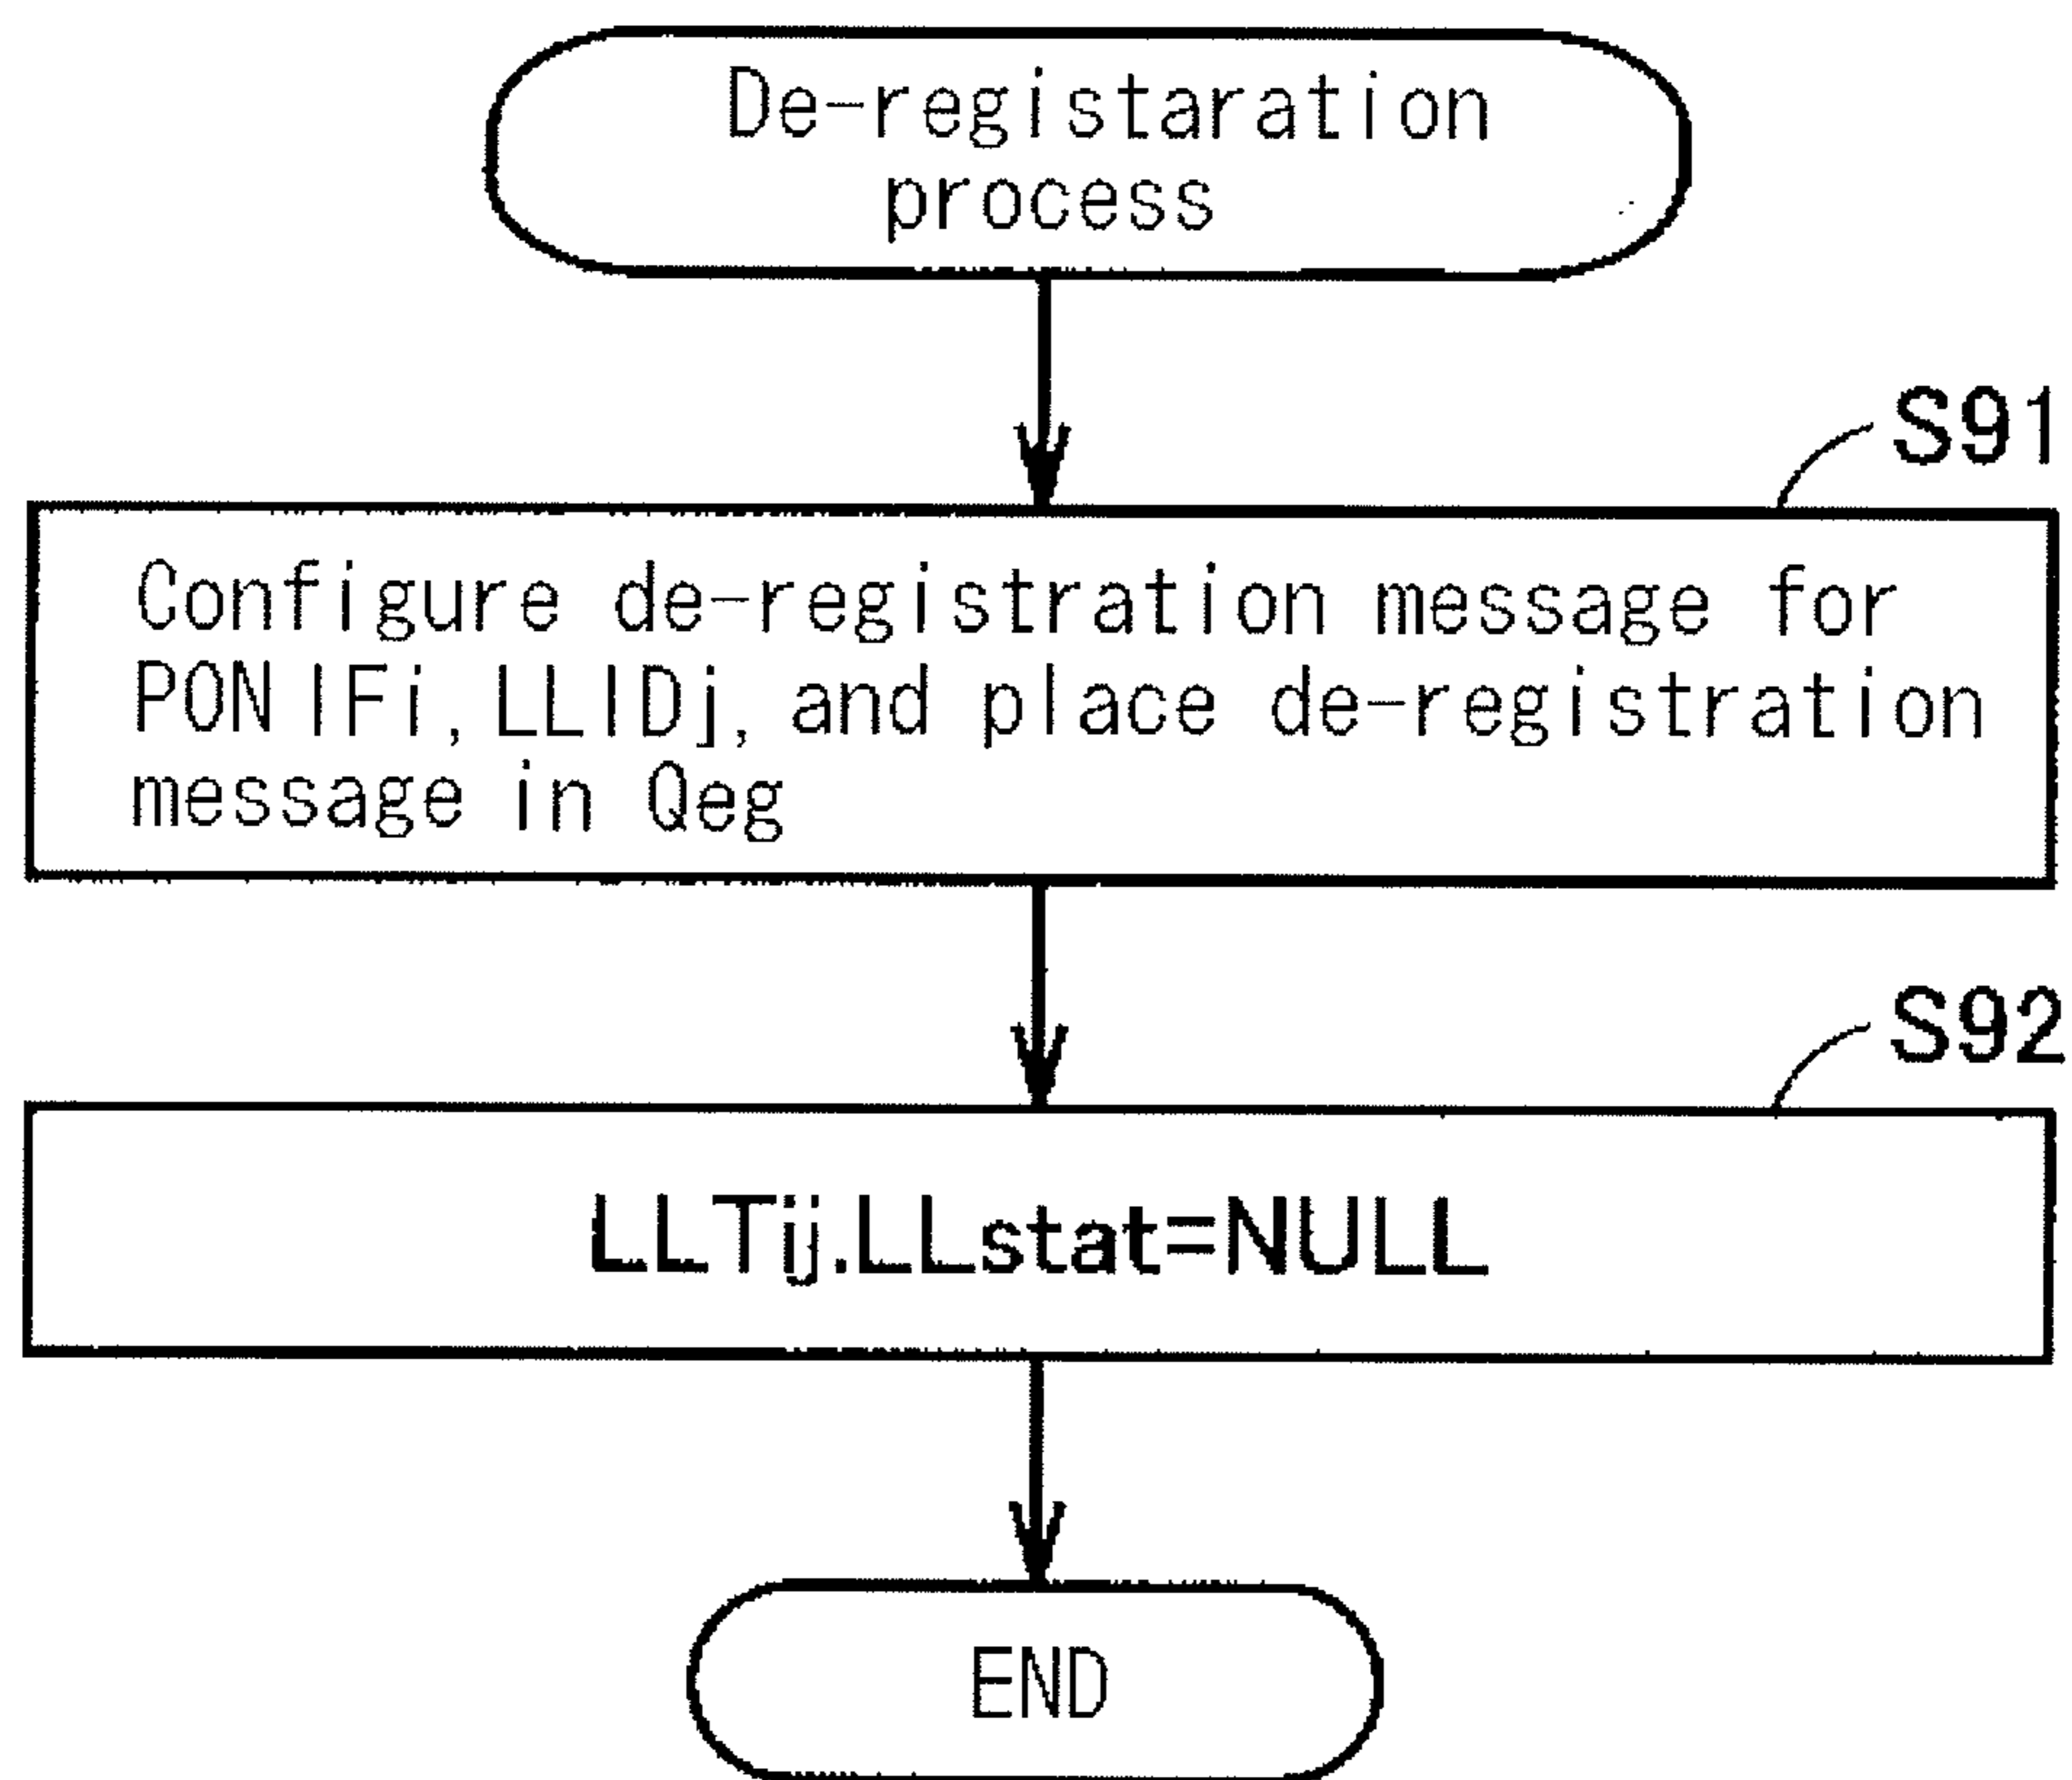 De-registaration
process
S91
Configure de-registration message for
PON IFi, LLIDj, and place de-registration
message in Qeg
S92
LLTij.LLstat=NULL
END